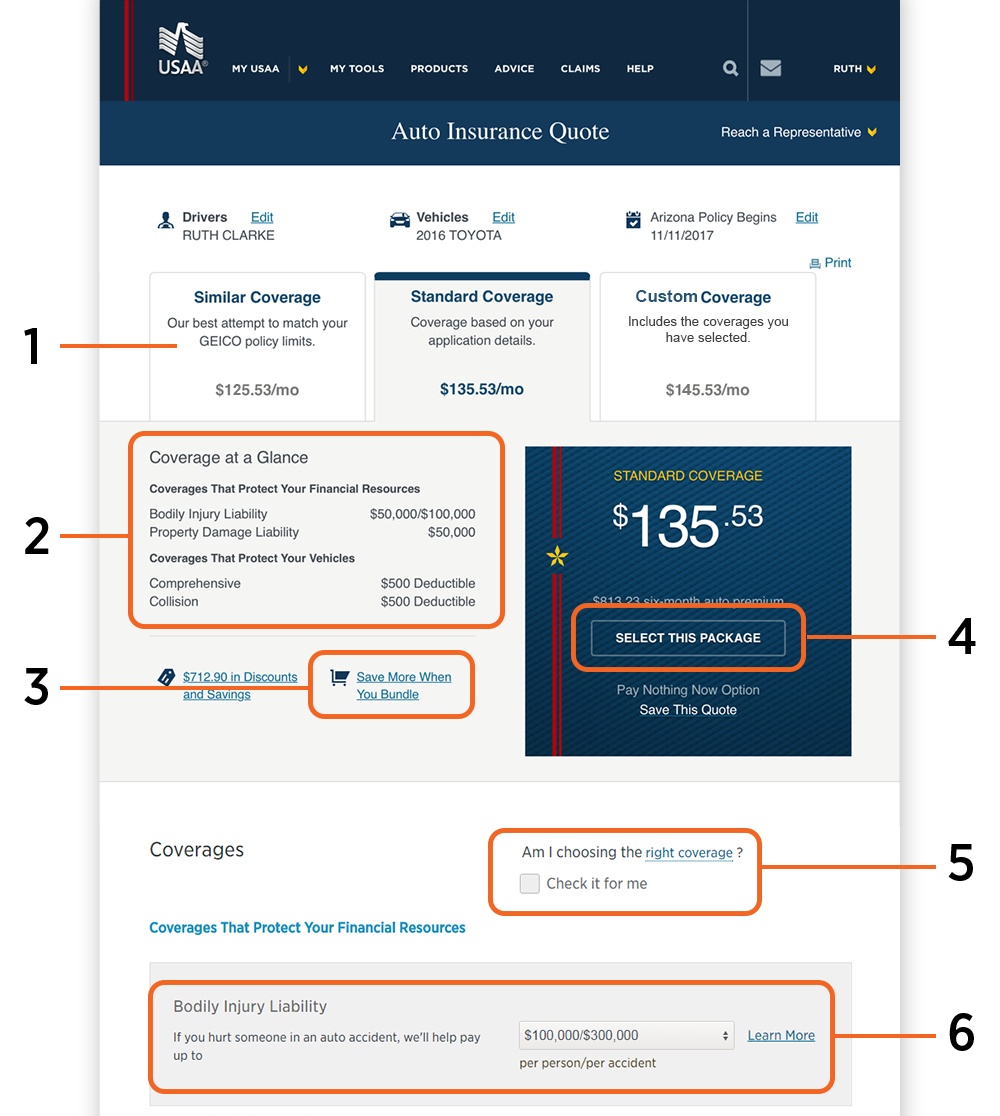 USAA®
MY USAA
MY TOOLS
PRODUCTS
ADVICE
CLAIMS
HELP
RUTH
Auto Insurance Quote
Reach a Representative
Drivers Edit
RUTH CLARKE
Vehicles Edit
2016 TOYOTA
Arizona Policy Begins Edit
11/11/2017
Print
1
Similar Coverage
Our best attempt to match your
GEICO policy limits.
$125.53/mo
Standard Coverage
Coverage based on your
application details.
$135.53/mo
Custom Coverage
Includes the coverages you
have selected.
$145.53/mo
2
Coverage at a Glance
Coverages That Protect Your Financial Resources
Bodily Injury Liability $50,000/$100,000
Property Damage Liability $50,000
Coverages That Protect Your Vehicles
Comprehensive $500 Deductible
Collision $500 Deductible
3
$712.90 in Discounts
and Savings
Save More When
You Bundle
STANDARD COVERAGE
$135.53
$813.23 six-month auto premium
SELECT THIS PACKAGE
4
Pay Nothing Now Option
Save This Quote
Coverages
Am I choosing the right coverage ?
Check it for me
5
Coverages That Protect Your Financial Resources
Bodily Injury Liability
If you hurt someone in an auto accident, we'll help pay
up to
$100,000/$300,000
Learn More
per person/per accident
6